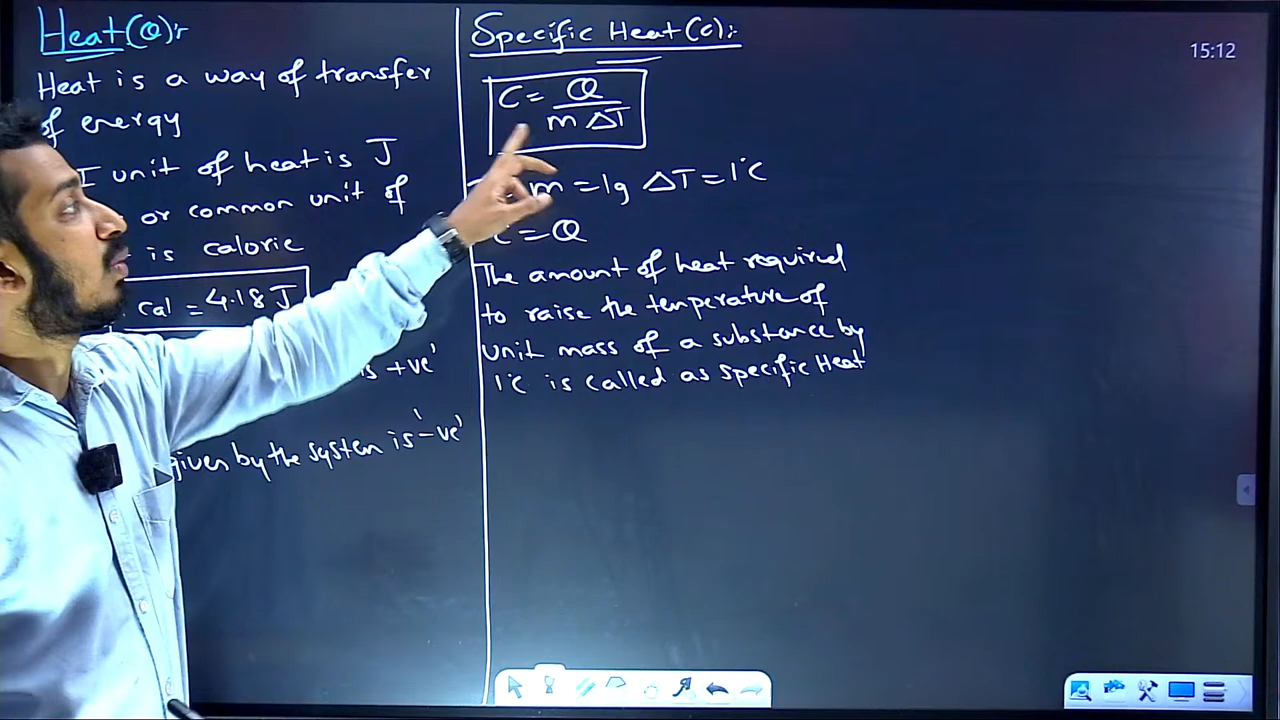 Heat(Q):
Heat is a way of transfer
of energy
I unit of heat is J
or common unit of
is calorie
cal = 4.18 J
is '+ve'
given by the system is '-ve'
Specific Heat(c):
C = Q / m ΔT
m = 1g ΔT = 1°C
C = Q
The amount of heat required
to raise the temperature of
unit mass of a substance by
1°C is called as specific Heat
15:12